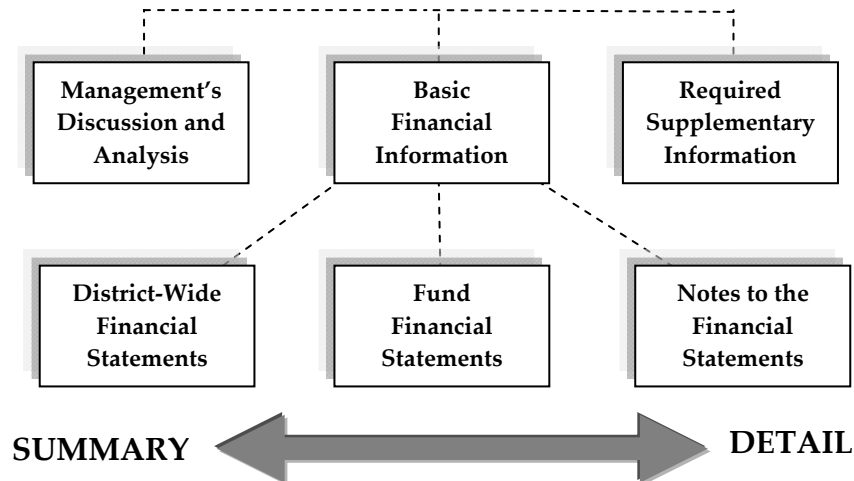 Management’s
Discussion and
Analysis
Basic
Financial
Information
Required
Supplementary
Information
District-Wide
Financial
Statements
Fund
Financial
Statements
Notes to the
Financial
Statements
SUMMARY
DETAIL